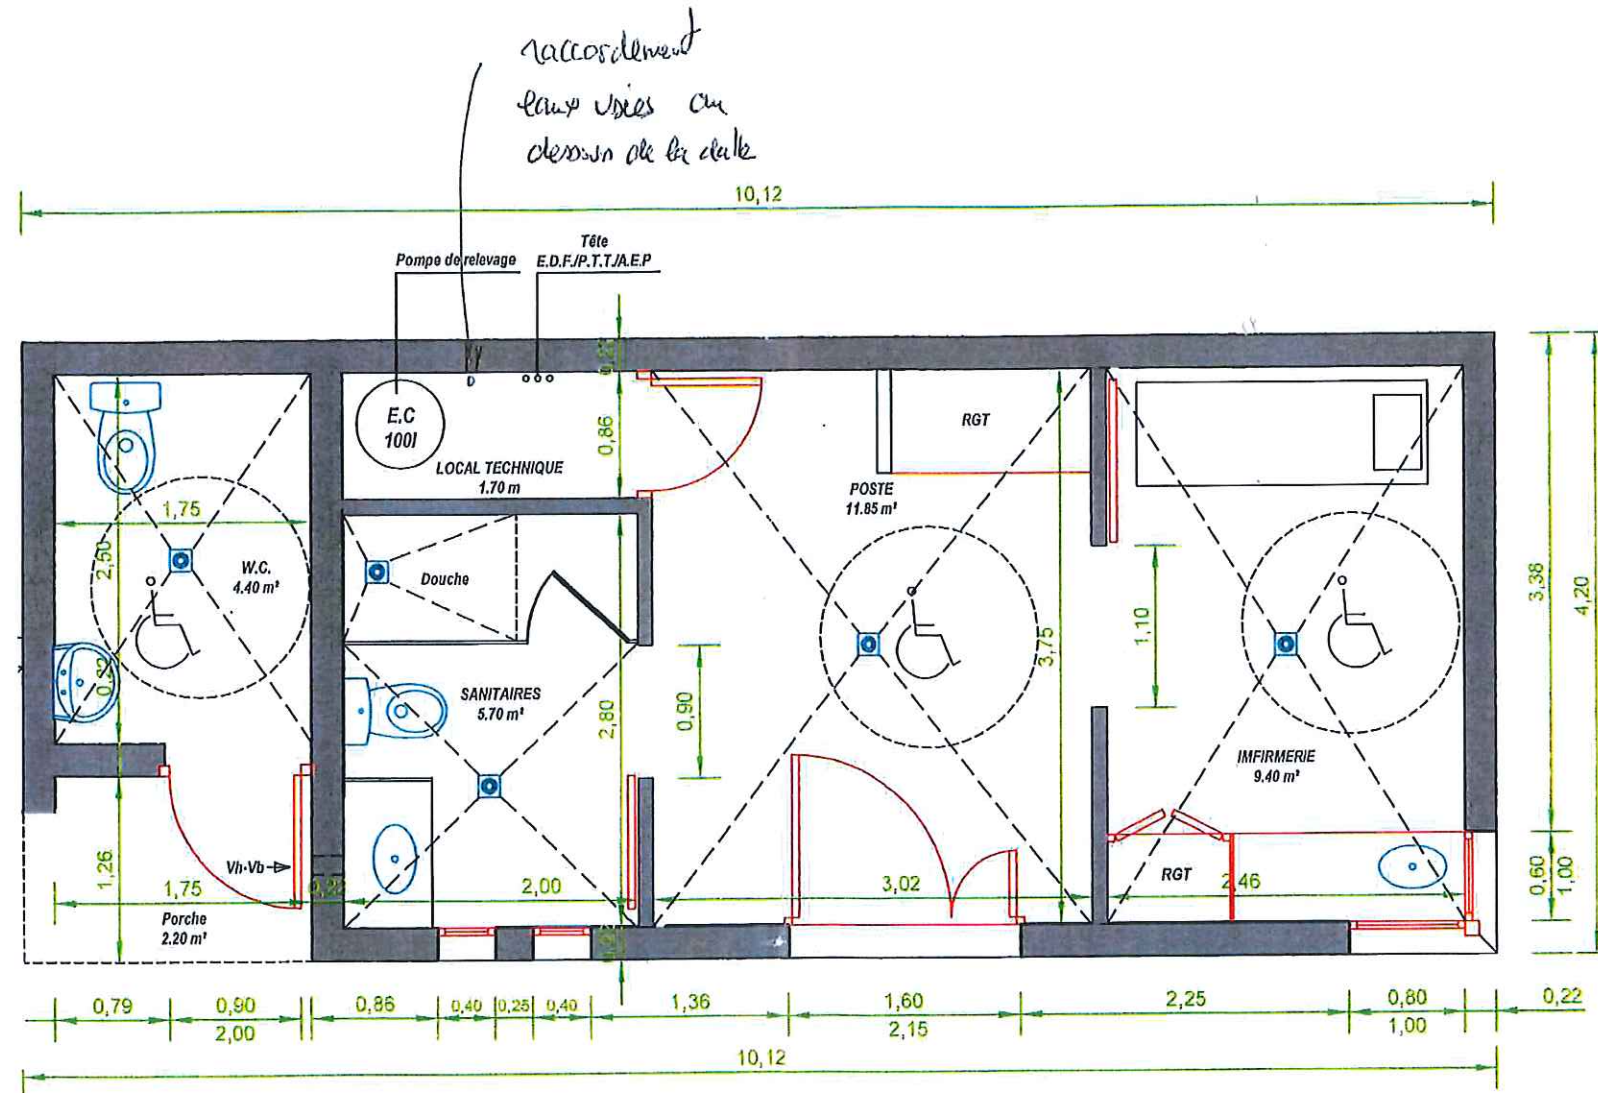 raccordement
eaux usées au
dessus de la dalle
10,12
Pompe de relevage
Tête
E.D.F./P.T.T./A.E.P
E.C
100l
LOCAL TECHNIQUE
1.70 m
0,86
RGT
POSTE
11.85 m²
1,75
2,50
W.C.
4.40 m²
Douche
0,22
SANITAIRES
5.70 m²
2,80
0,90
3,75
1,10
IMFIRMERIE
9.40 m²
3,38
4,20
1,26
Vh-Vb
1,75
0,22
2,00
3,02
RGT
2,46
0,60
1,00
Porche
2.20 m²
0,79
0,90
2,00
0,86
0,40
0,25
0,40
1,36
1,60
2,15
2,25
0,80
1,00
0,22
10,12